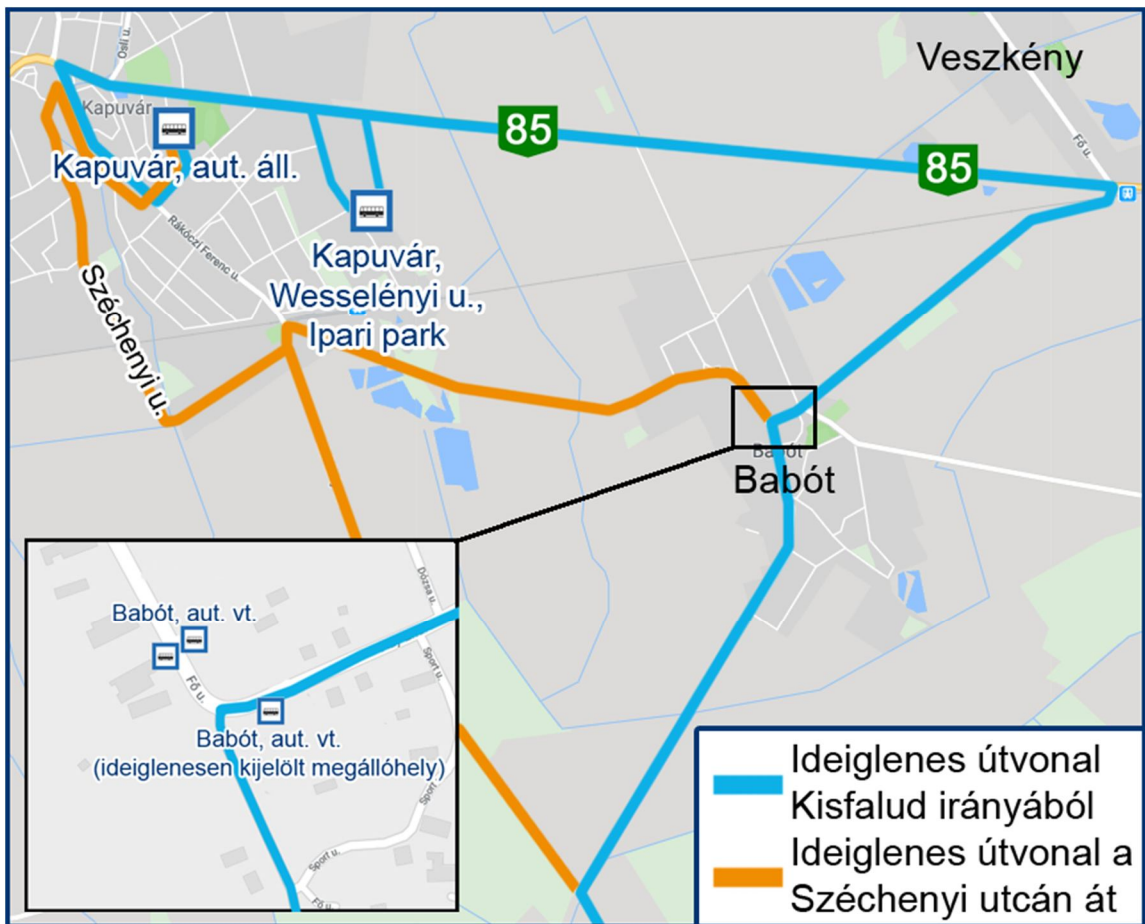 Osli u.
Veszkény
Kapuvár
85
85
Fő u.
Kapuvár, aut. áll.
Rákóczi Ferenc u.
Kapuvár,
Wesselényi u.,
Ipari park
Széchenyi u.
Babót
Babót
Dózsa u.
Babót, aut. vt.
Fő u.
Sport u.
Babót, aut. vt.
(ideiglenesen kijelölt megállóhely)
Sport
Sport u.
Fő u.
Ideiglenes útvonal
Kisfalud irányából
Ideiglenes útvonal a
Széchenyi utcán át